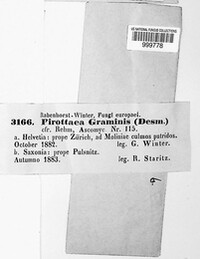 US NATIONAL FUNGUS COLLECTIONS
999778
Rabenhorst-Winter, Fungi europaei.
3166. Pirottaea Graminis (Desm.)
cfr. Rehm, Ascomyc. Nr. 115.
a. Helvetia: prope Zürich, ad Moliniae culmos putridos.
October 1882. leg. G. Winter.
b. Saxonia: prope Pulsnitz.
Autumno 1883. leg. R. Staritz.